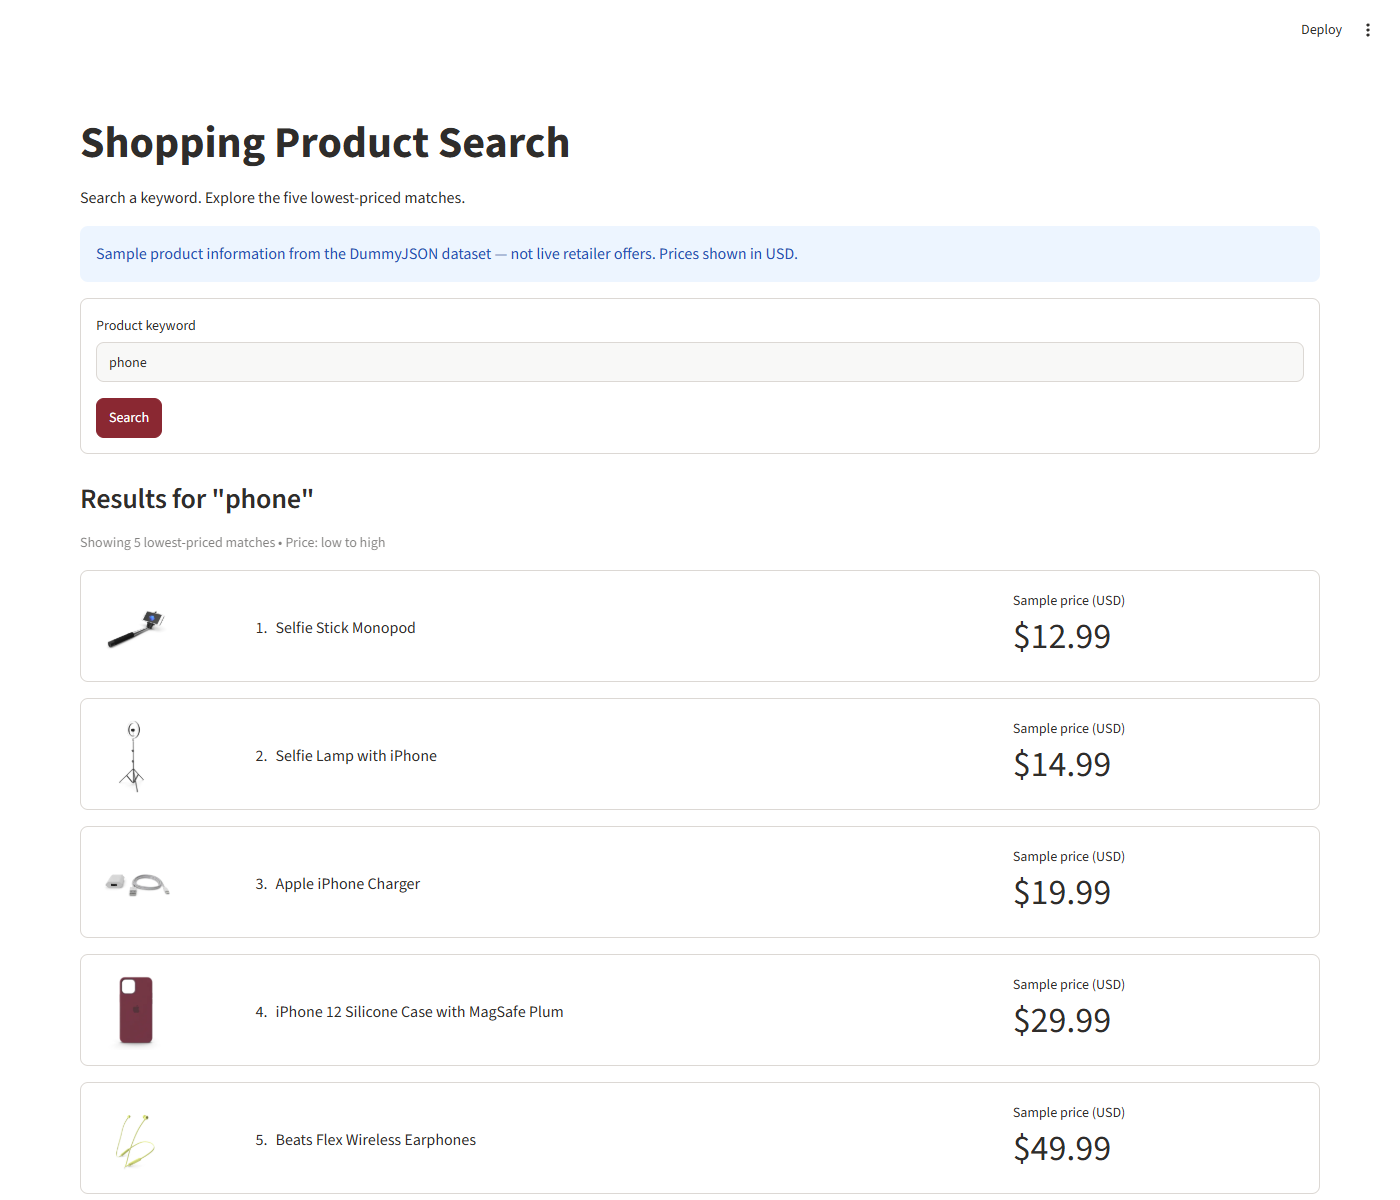 Deploy
Shopping Product Search
Search a keyword. Explore the five lowest-priced matches.
Sample product information from the DummyJSON dataset — not live retailer offers. Prices shown in USD.
Product keyword
phone
Search
Results for "phone"
Showing 5 lowest-priced matches • Price: low to high
1. Selfie Stick Monopod
Sample price (USD)
$12.99
2. Selfie Lamp with iPhone
Sample price (USD)
$14.99
3. Apple iPhone Charger
Sample price (USD)
$19.99
4. iPhone 12 Silicone Case with MagSafe Plum
Sample price (USD)
$29.99
5. Beats Flex Wireless Earphones
Sample price (USD)
$49.99